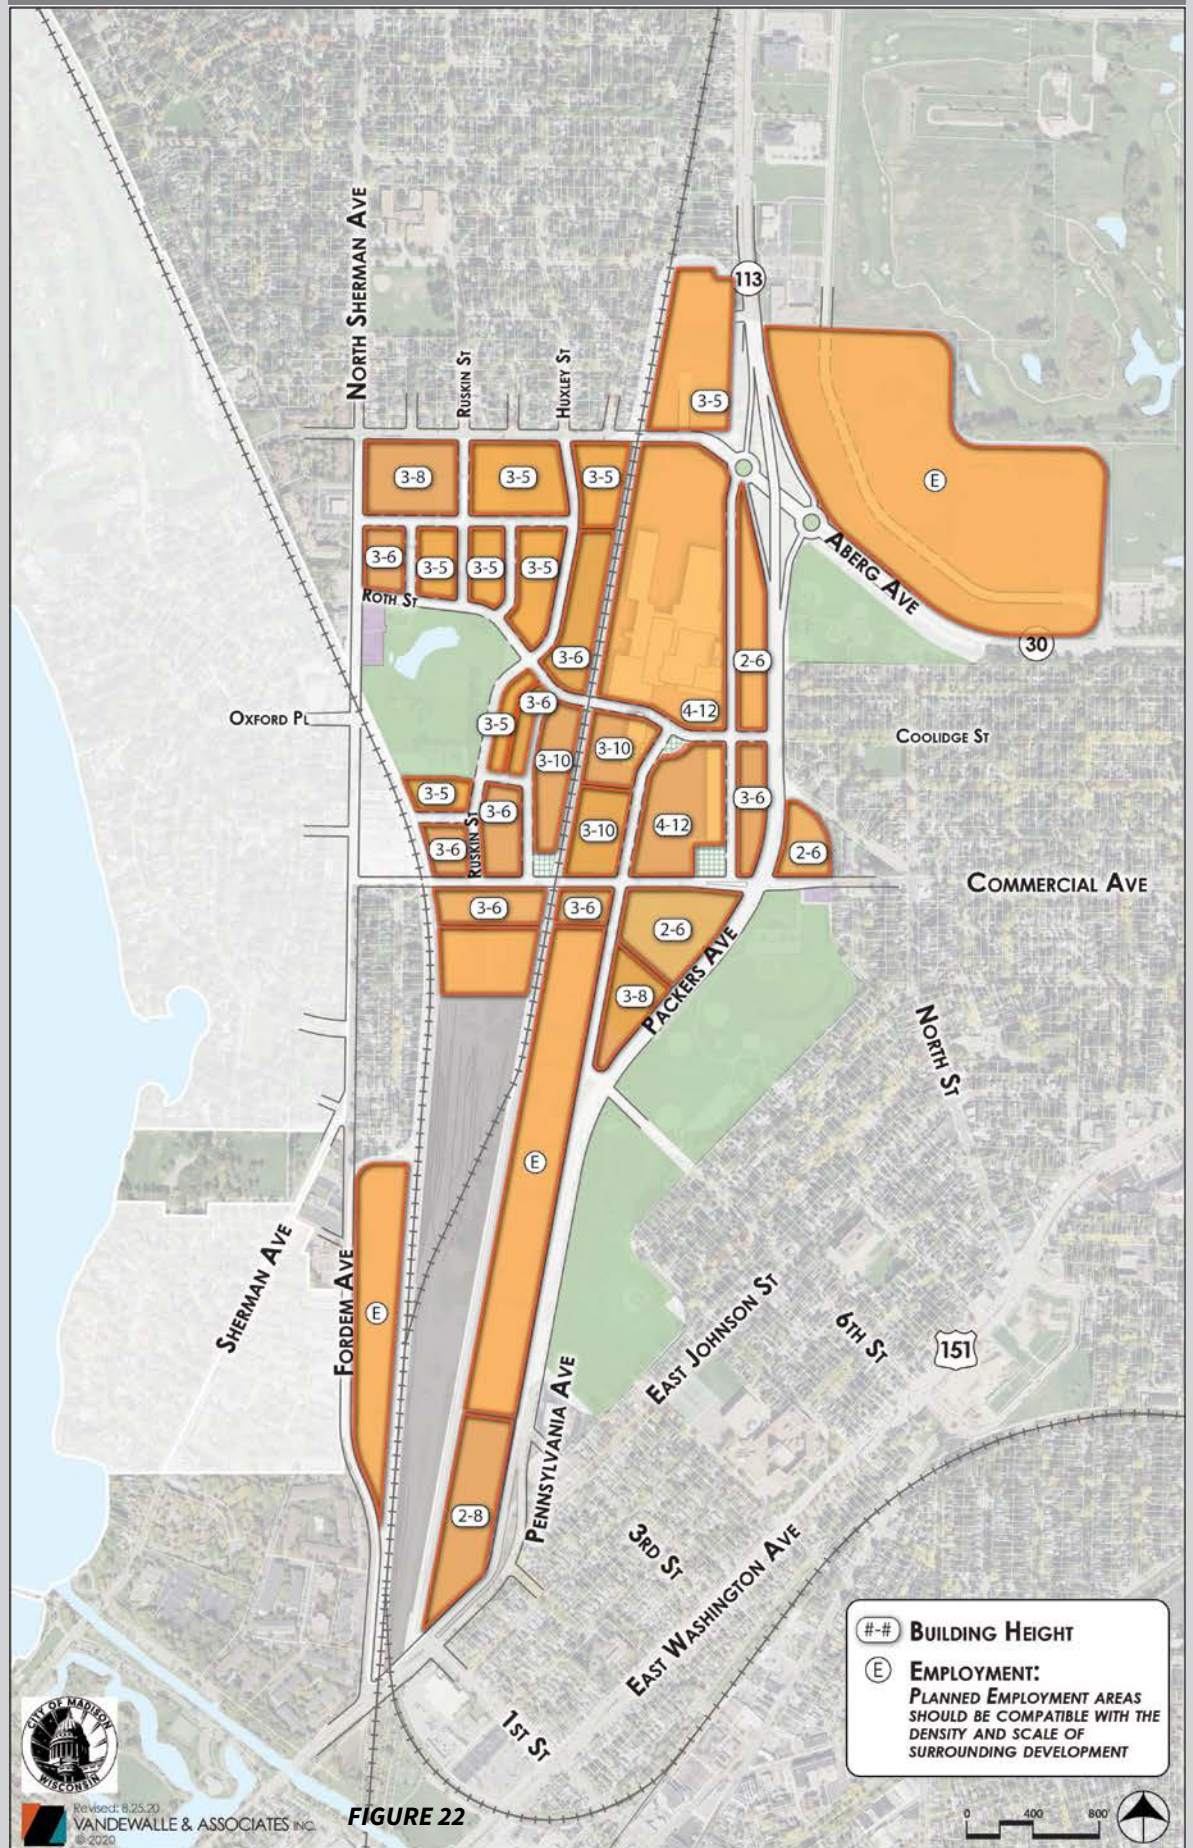 NORTH SHERMAN AVE
RUSKIN ST
HUXLEY ST
113
3-5
3-8
3-5
3-5
E
3-6
3-5
3-5
3-5
ABERG AVE
ROTH ST
30
3-6
2-6
OXFORD PL
3-5
3-6
4-12
COOLIDGE ST
3-10
3-10
3-5
3-6
3-6
RUSKIN ST
3-10
4-12
3-6
2-6
COMMERCIAL AVE
3-6
3-6
2-6
3-8
PACKERS AVE
NORTH ST
E
SHERMAN AVE
FORDEM AVE
E
EAST JOHNSON ST
6TH ST
151
PENNSYLVANIA AVE
2-8
3RD ST
EAST WASHINGTON AVE
1ST ST
#-# BUILDING HEIGHT
E EMPLOYMENT:
PLANNED EMPLOYMENT AREAS
SHOULD BE COMPATIBLE WITH THE
DENSITY AND SCALE OF
SURROUNDING DEVELOPMENT
CITY OF MADISON
WISCONSIN
Revised: 8.25.20
VANDEWALLE & ASSOCIATES INC.
© 2020
FIGURE 22
0 400 800'